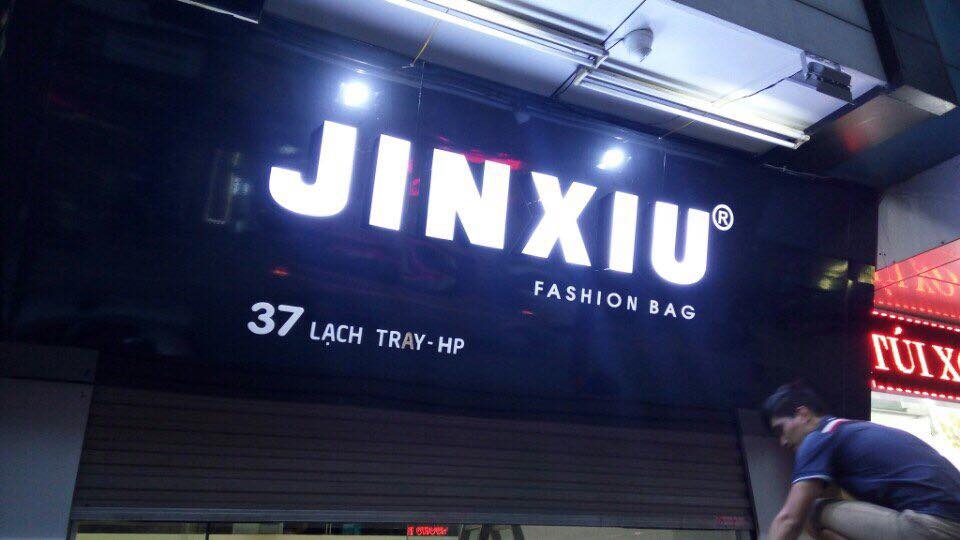 JINXIU®
FASHION BAG
37 LẠCH TRAY-HP
TÚI X